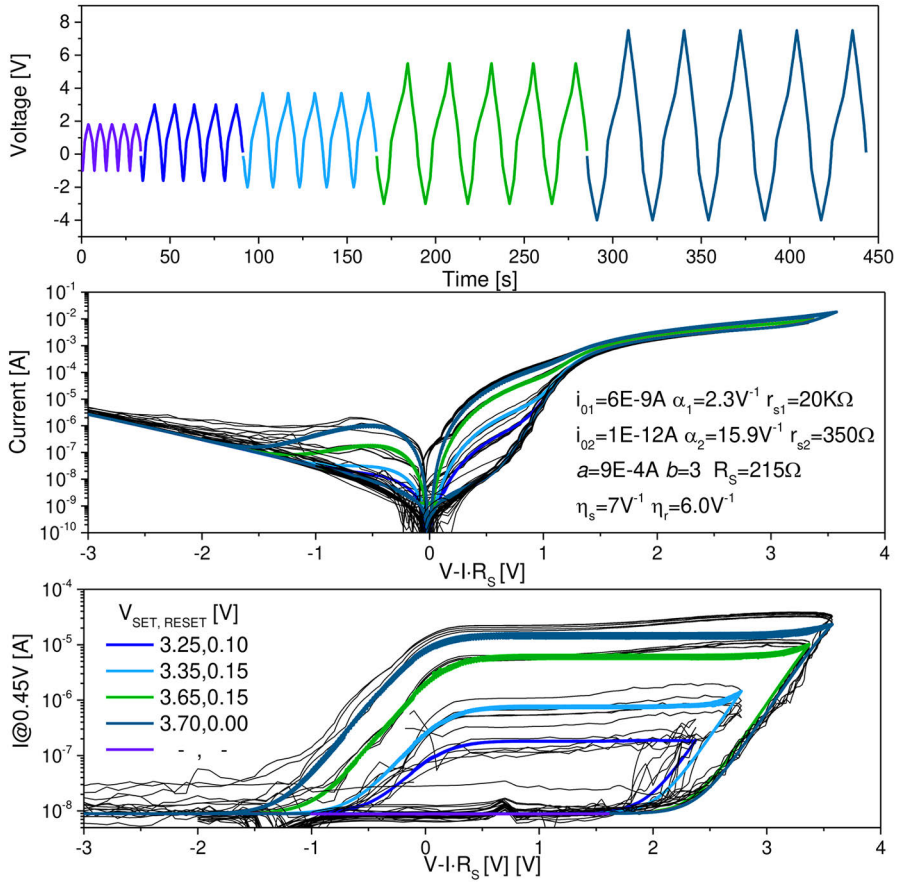 8
6
4
2
0
-2
-4
Voltage [V]
0 50 100 150 200 250 300 350 400 450
Time [s]
10⁻¹
10⁻²
10⁻³
10⁻⁴
10⁻⁵
10⁻⁶
10⁻⁷
10⁻⁸
10⁻⁹
10⁻¹⁰
Current [A]
i₀₁=6E-9A α₁=2.3V⁻¹ rₛ₁=20KΩ
i₀₂=1E-12A α₂=15.9V⁻¹ rₛ₂=350Ω
a=9E-4A b=3 R_S=215Ω
ηₛ=7V⁻¹ ηᵣ=6.0V⁻¹
-3 -2 -1 0 1 2 3 4
V-I·R_S [V]
10⁻⁴
10⁻⁵
10⁻⁶
10⁻⁷
10⁻⁸
I@0.45V [A]
V_SET, RESET [V]
3.25,0.10
3.35,0.15
3.65,0.15
3.70,0.00
- , -
-3 -2 -1 0 1 2 3 4
V-I·R_S [V] [V]